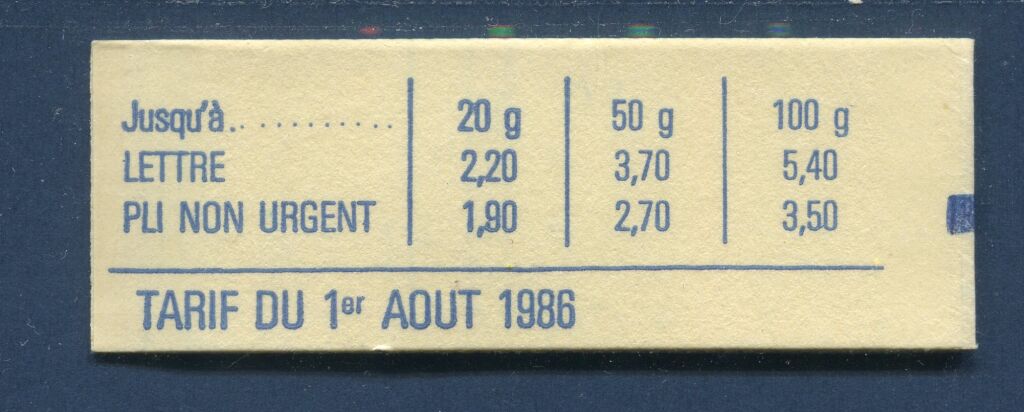 Jusqu'à.. .......... 20 g 50 g 100 g
LETTRE 2,20 3,70 5,40
PLI NON URGENT 1,90 2,70 3,50
TARIF DU 1er AOUT 1986